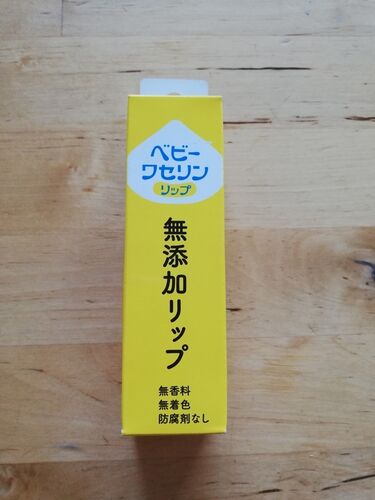 ベビー
ワセリン
リップ
無添加リップ
無香料
無着色
防腐剤なし